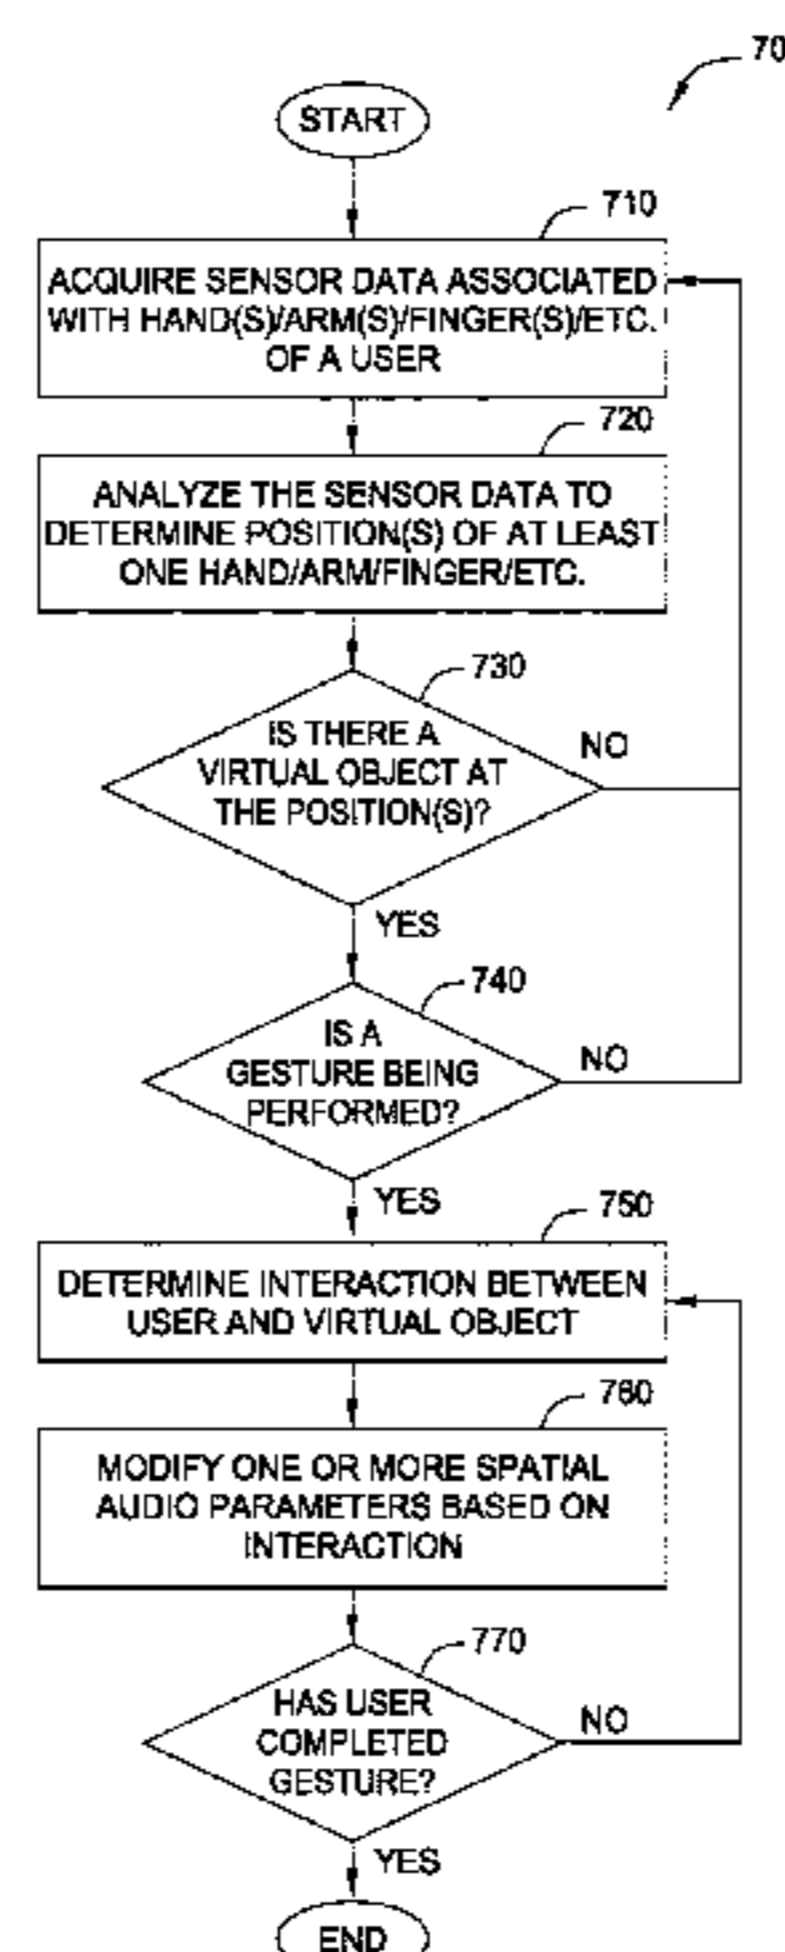 70
START
710
ACQUIRE SENSOR DATA ASSOCIATED
WITH HAND(S)/ARM(S)/FINGER(S)/ETC.
OF A USER
720
ANALYZE THE SENSOR DATA TO
DETERMINE POSITION(S) OF AT LEAST
ONE HAND/ARM/FINGER/ETC.
730
IS THERE A
VIRTUAL OBJECT AT
THE POSITION(S)?
NO
YES
740
IS A
GESTURE BEING
PERFORMED?
NO
YES
750
DETERMINE INTERACTION BETWEEN
USER AND VIRTUAL OBJECT
760
MODIFY ONE OR MORE SPATIAL
AUDIO PARAMETERS BASED ON
INTERACTION
770
HAS USER
COMPLETED
GESTURE?
NO
YES
END